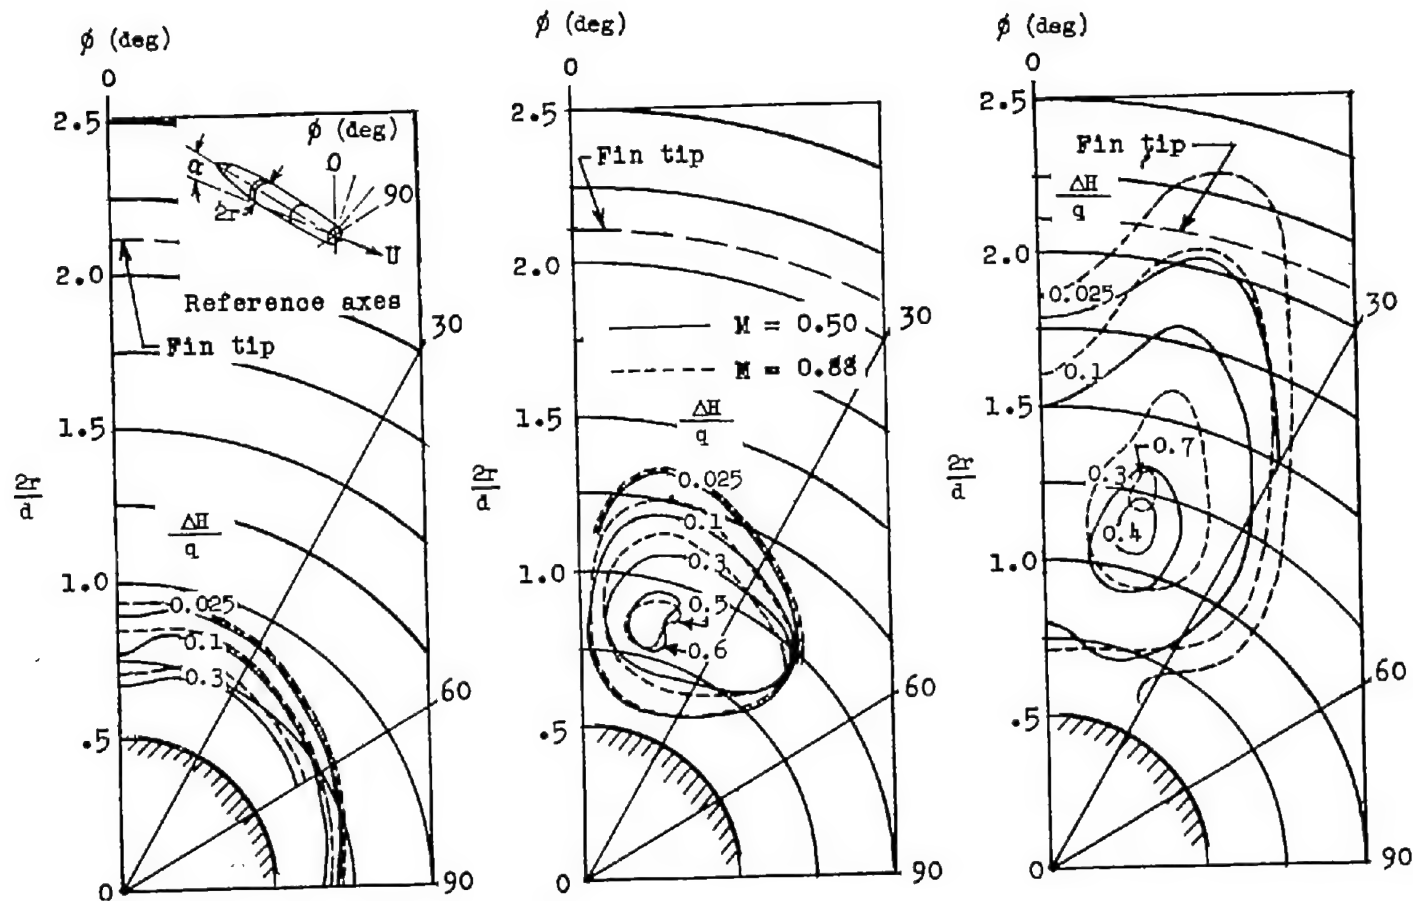 ø (deg)
0
2.5
2.0
1.5
1.0
.5
0
2r/d
ø (deg)
0
90
α
2r
U
Reference axes
Fin tip
30
60
90
ΔH/q
0.025
0.1
0.3
ø (deg)
0
2.5
2.0
1.5
1.0
.5
0
2r/d
Fin tip
M = 0.50
M = 0.88
30
60
90
ΔH/q
0.025
0.1
0.3
0.5
0.6
ø (deg)
0
2.5
2.0
1.5
1.0
.5
0
2r/d
Fin tip
ΔH/q
0.025
0.1
0.7
0.3
0.4
30
60
90